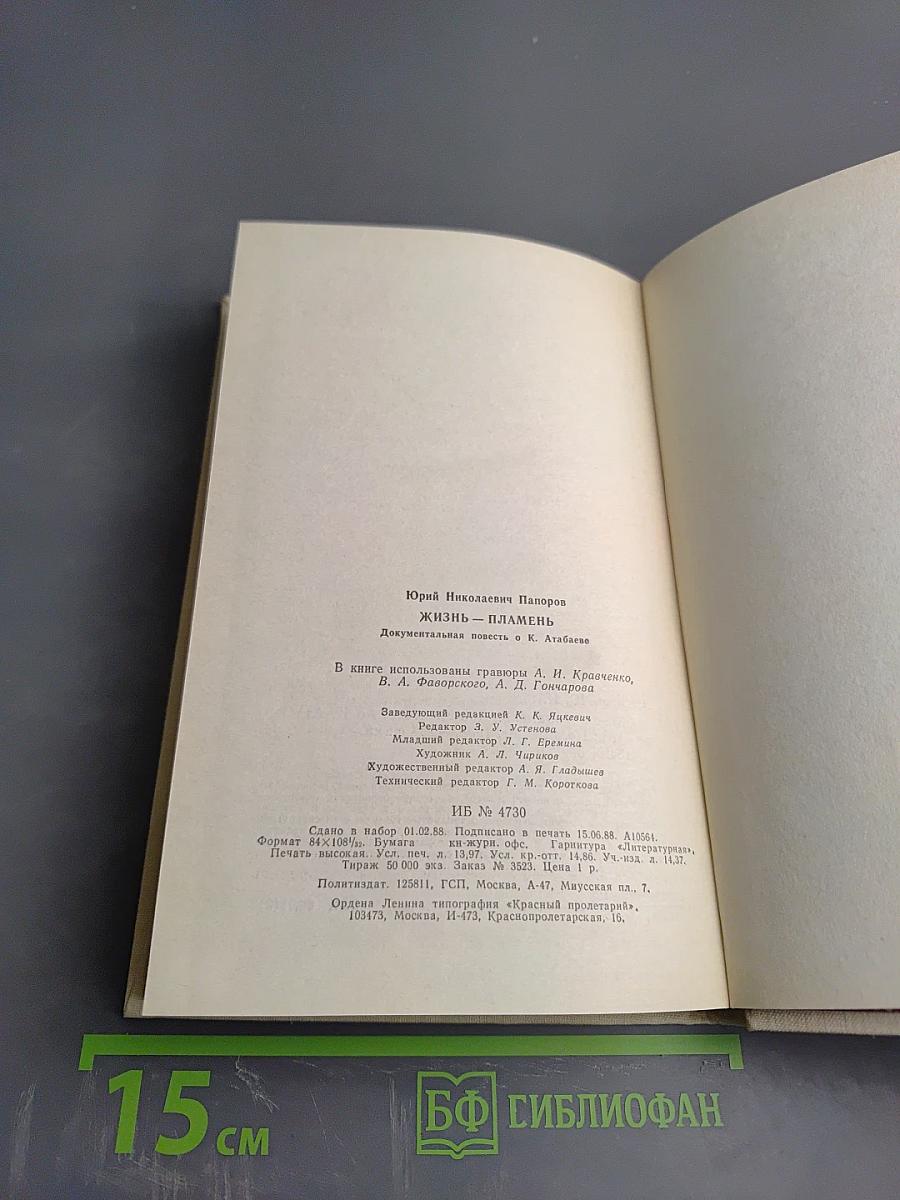 Юрий Николаевич Папоров
ЖИЗНЬ — ПЛАМЕНЬ
Документальная повесть о К. Атабаеве
В книге использованы гравюры А. И. Кравченко,
В. А. Фаворского, А. Д. Гончарова
Заведующий редакцией К. К. Яцкевич
Редактор З. У. Устенова
Младший редактор Л. Г. Еремина
Художник А. Л. Чириков
Художественный редактор А. Я. Гладышев
Технический редактор Г. М. Короткова
ИБ № 4730
Сдано в набор 01.02.88. Подписано в печать 15.06.88. А10564.
Формат 84×108¹/₃₂. Бумага кн-журн. офс. Гарнитура «Литературная».
Печать высокая. Усл. печ. л. 13,97. Усл. кр.-отт. 14,86. Уч.-изд. л. 14,37.
Тираж 50 000 экз. Заказ № 3523. Цена 1 р.
Политиздат. 125811, ГСП, Москва, А-47, Миусская пл., 7.
Ордена Ленина типография «Красный пролетарий».
103473, Москва, И-473, Краснопролетарская, 16.
15 см
БФ БИБЛИОФАН